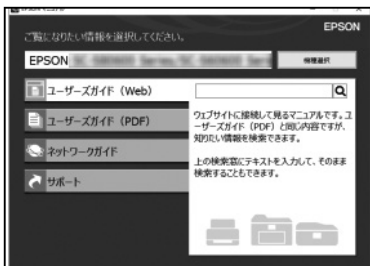 EPSON マニュアル
EPSON
ご覧になりたい情報を選択してください。
EPSON
機種選択
ユーザーズガイド（Web）
ユーザーズガイド（PDF）
ネットワークガイド
サポート
ウェブサイトに接続して見るマニュアルです。ユ
ーザーズガイド（PDF）と同じ内容ですが、
知りたい情報を検索できます。
上の検索窓にテキストを入力して、そのまま
検索することもできます。